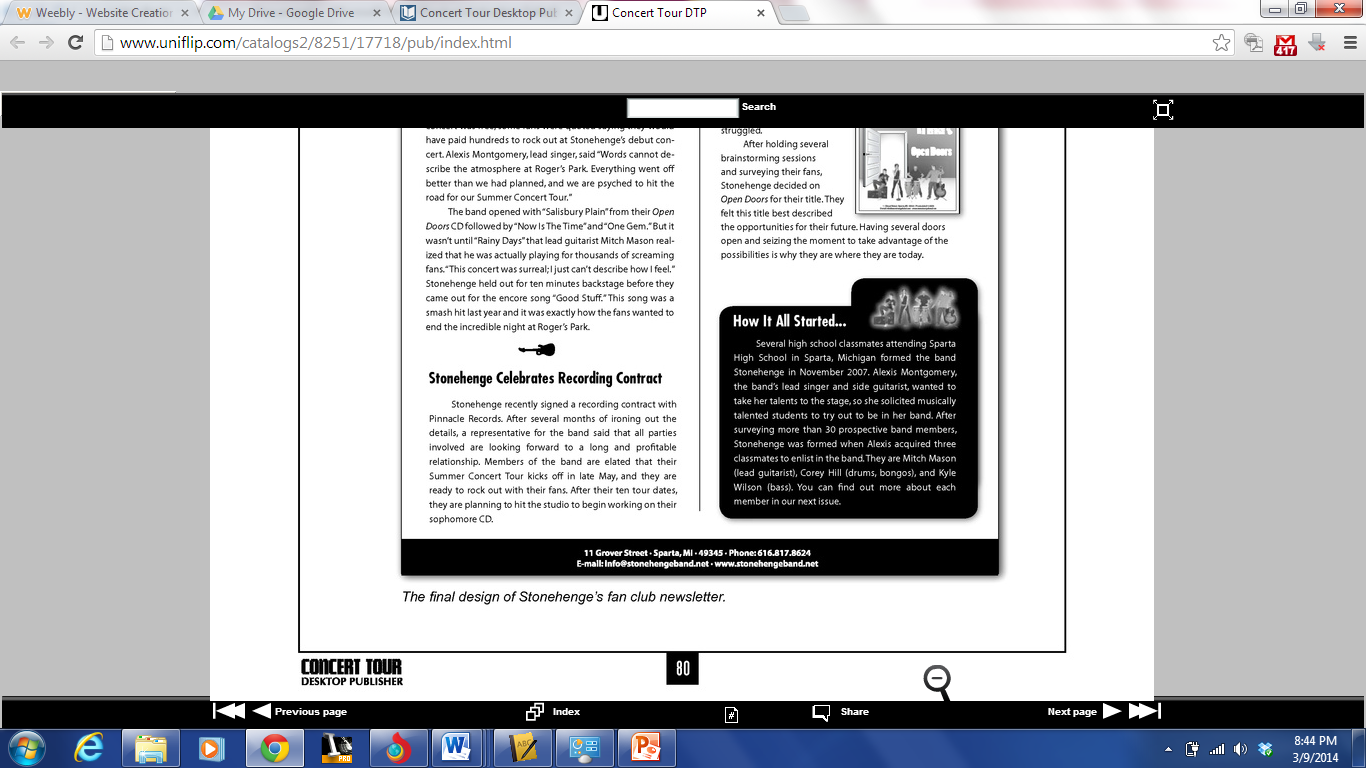 Weebly - Website Creation
My Drive - Google Drive
Concert Tour Desktop Pub
Concert Tour DTP
www.uniflip.com/catalogs2/8251/17718/pub/index.html
417
Search
have paid hundreds to rock out at Stonehenge's debut con-
cert. Alexis Montgomery, lead singer, said "Words cannot de-
scribe the atmosphere at Roger's Park. Everything went off
better than we had planned, and we are psyched to hit the
road for our Summer Concert Tour."
The band opened with "Salisbury Plain" from their Open
Doors CD followed by "Now Is The Time" and "One Gem." But it
wasn't until "Rainy Days" that lead guitarist Mitch Mason real-
ized that he was actually playing for thousands of screaming
fans. "This concert was surreal; I just can't describe how I feel."
Stonehenge held out for ten minutes backstage before they
came out for the encore song "Good Stuff." This song was a
smash hit last year and it was exactly how the fans wanted to
end the incredible night at Roger's Park.
Stonehenge Celebrates Recording Contract
Stonehenge recently signed a recording contract with
Pinnacle Records. After several months of ironing out the
details, a representative for the band said that all parties
involved are looking forward to a long and profitable
relationship. Members of the band are elated that their
Summer Concert Tour kicks off in late May, and they are
ready to rock out with their fans. After their ten tour dates,
they are planning to hit the studio to begin working on their
sophomore CD.
struggled.
After holding several
brainstorming sessions
and surveying their fans,
Stonehenge decided on
Open Doors for their title. They
felt this title best described
the opportunities for their future. Having several doors
open and seizing the moment to take advantage of the
possibilities is why they are where they are today.
Open Doors
How It All Started...
Several high school classmates attending Sparta
High School in Sparta, Michigan formed the band
Stonehenge in November 2007. Alexis Montgomery,
the band's lead singer and side guitarist, wanted to
take her talents to the stage, so she solicited musically
talented students to try out to be in her band. After
surveying more than 30 prospective band members,
Stonehenge was formed when Alexis acquired three
classmates to enlist in the band. They are Mitch Mason
(lead guitarist), Corey Hill (drums, bongos), and Kyle
Wilson (bass). You can find out more about each
member in our next issue.
11 Grover Street · Sparta, MI · 49345 · Phone: 616.817.8624
E-mail: Info@stonehengeband.net · www.stonehengeband.net
The final design of Stonehenge's fan club newsletter.
CONCERT TOUR
DESKTOP PUBLISHER
80
Previous page
Index
#
Share
Next page
PRO
W
ABC
P
8:44 PM
3/9/2014